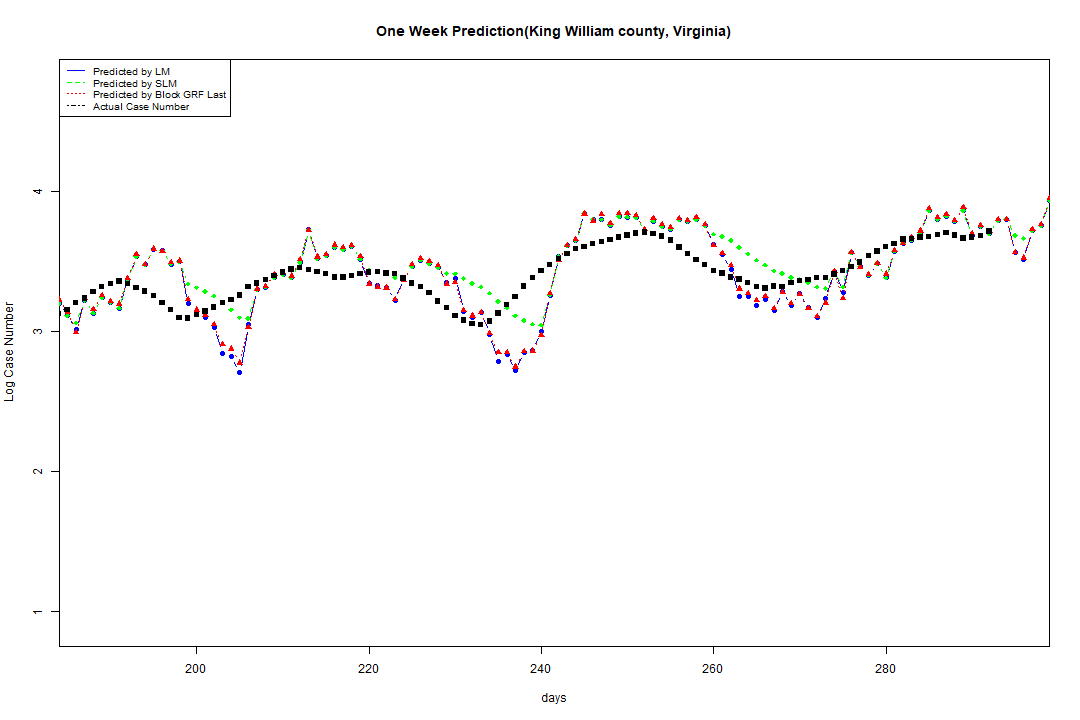 One Week Prediction(King William county, Virginia)
Predicted by LM
Predicted by SLM
Predicted by Block GRF Last
Actual Case Number
4
3
2
1
Log Case Number
200 220 240 260 280
days